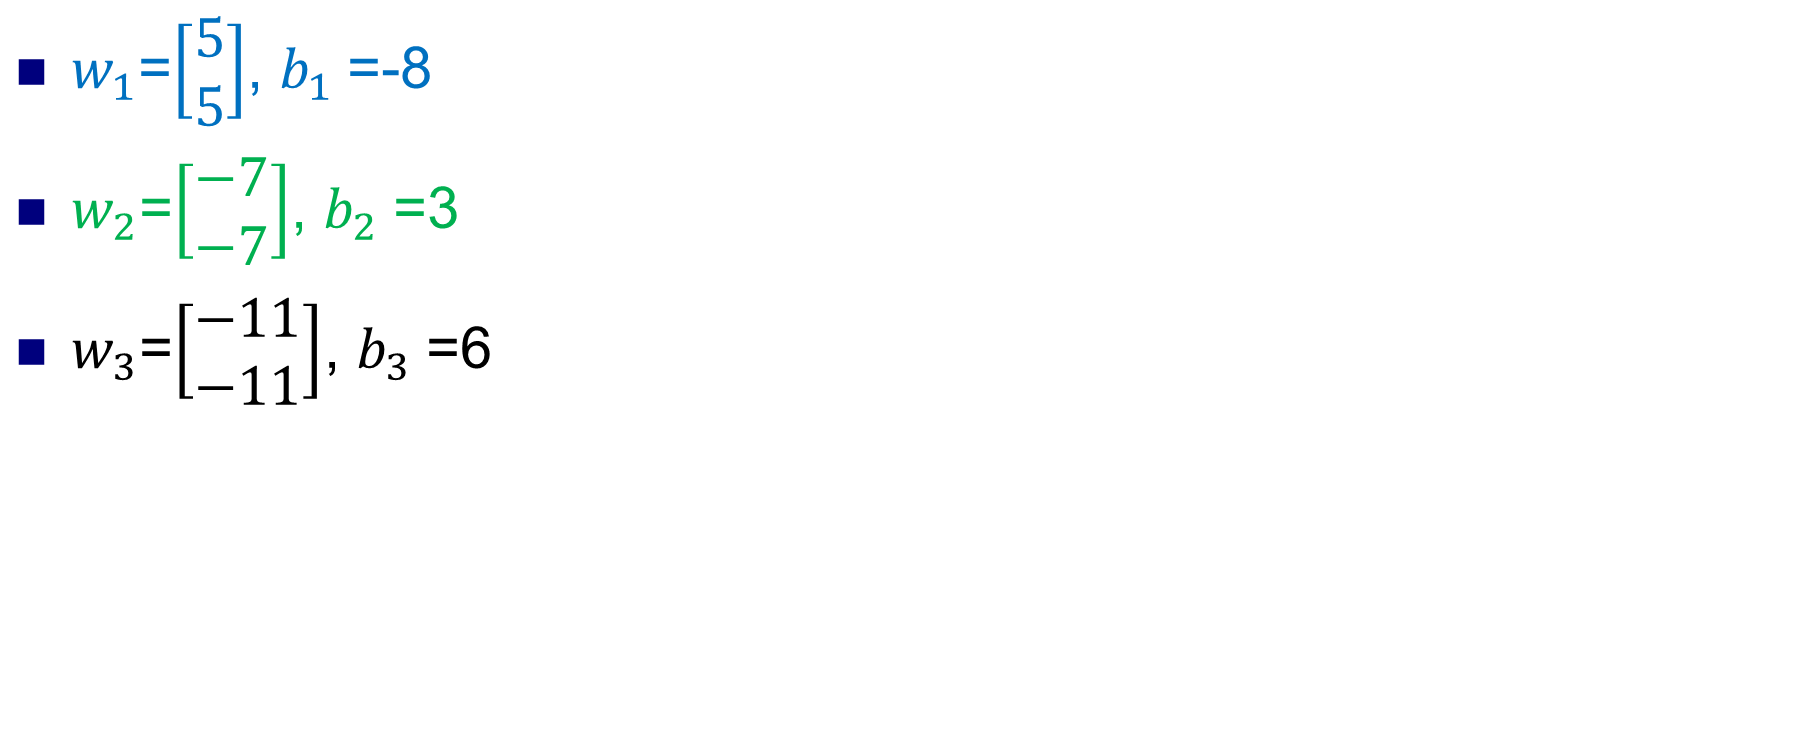 ■ w₁=[5 5], b₁ =-8
■ w₂=[−7 −7], b₂ =3
■ w₃=[−11 −11], b₃ =6